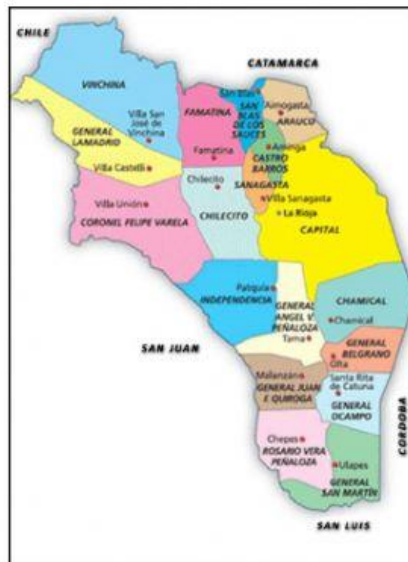 CHILE
CATAMARCA
VINCHINA
San Blas
Aimogasta
FAMATINA
SAN
BLAS
DE LOS
SAUCES
ARAUCO
Villa San
José de
Vinchina
GENERAL
LAMADRID
Aminga
Famatina
CASTRO
BARROS
Villa Castelli
SANAGASTA
Chilecito
Villa Sanagasta
Villa Unión
La Rioja
CORONEL FELIPE VARELA
CHILECITO
CAPITAL
Patquía
INDEPENDENCIA
GENERAL
ANGEL V.
PEÑALOZA
CHAMICAL
Chamical
SAN JUAN
Tama
GENERAL
BELGRANO
Olta
Malanzán
GENERAL JUAN
F. QUIROGA
Santa Rita
de Catuna
GENERAL
OCAMPO
CORDOBA
Chepes
ROSARIO VERA
PEÑALOZA
Ulapes
GENERAL
SAN MARTÍN
SAN LUIS